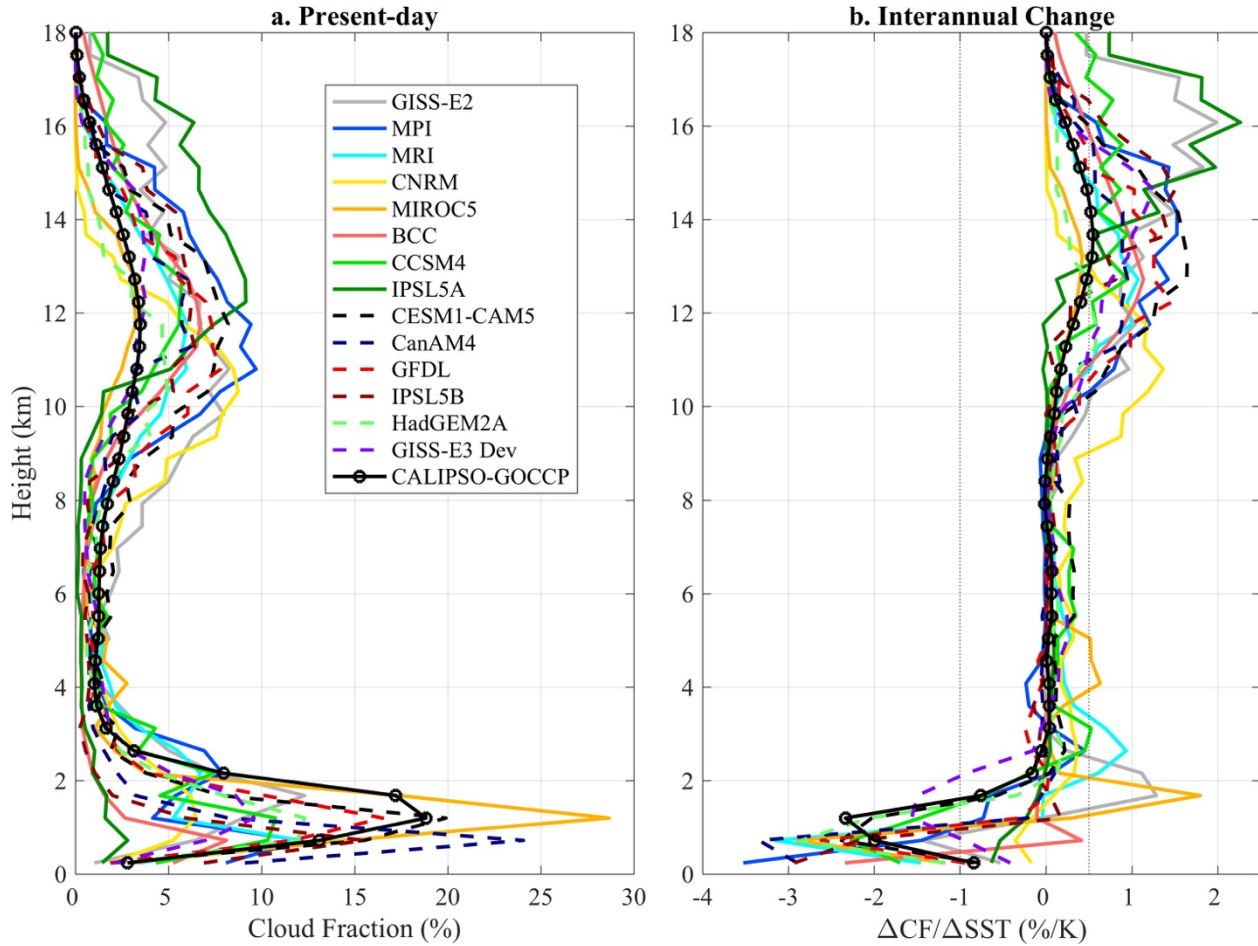 a. Present-day
b. Interannual Change
18
16
14
12
10
8
6
4
2
0
Height (km)
0
5
10
15
20
25
30
Cloud Fraction (%)
GISS-E2
MPI
MRI
CNRM
MIROC5
BCC
CCSM4
IPSL5A
CESM1-CAM5
CanAM4
GFDL
IPSL5B
HadGEM2A
GISS-E3 Dev
CALIPSO-GOCCP
18
16
14
12
10
8
6
4
2
0
-4
-3
-2
-1
0
1
2
ΔCF/ΔSST (%/K)